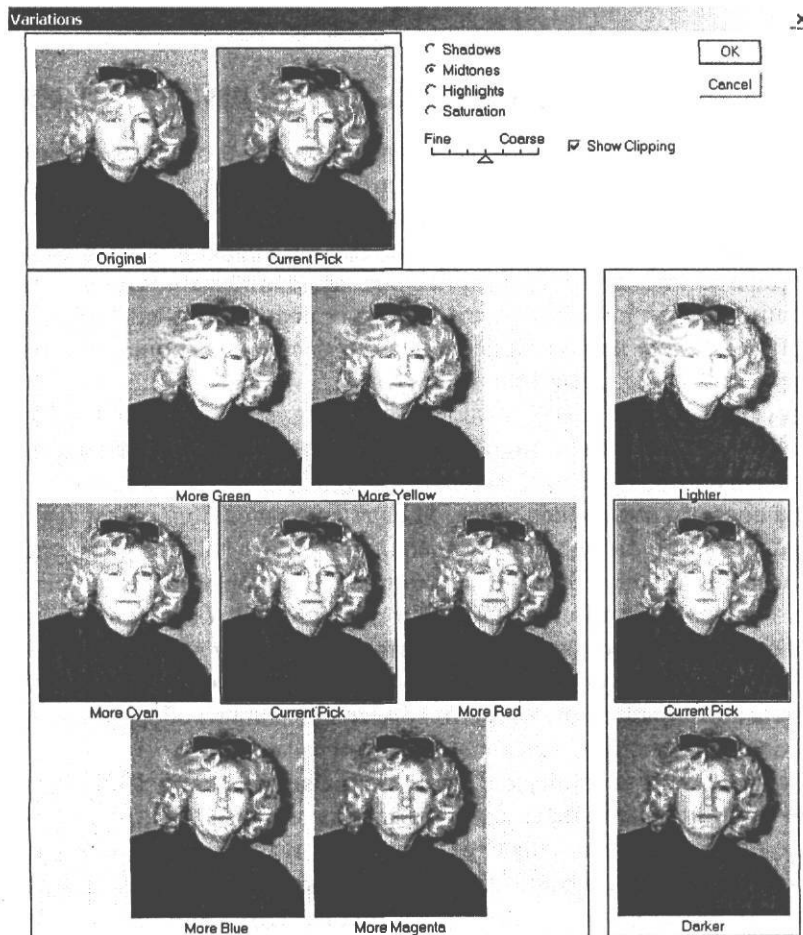 Variations
Original
Current Pick
Shadows
Midtones
Highlights
Saturation
Fine Coarse
Show Clipping
OK
Cancel
More Green
More Yellow
More Cyan
Current Pick
More Red
More Blue
More Magenta
Lighter
Current Pick
Darker